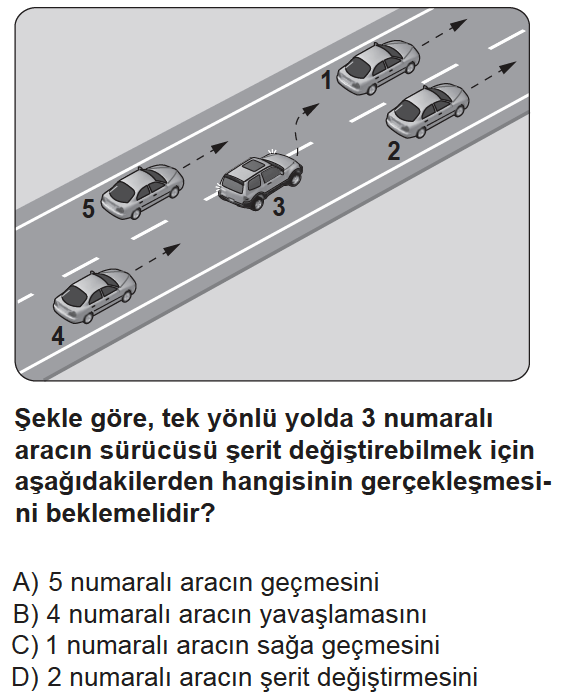 1
2
3
5
4
Şekle göre, tek yönlü yolda 3 numaralı
aracın sürücüsü şerit değiştirebilmek için
aşağıdakilerden hangisinin gerçekleşmesi-
ni beklemelidir?
A) 5 numaralı aracın geçmesini
B) 4 numaralı aracın yavaşlamasını
C) 1 numaralı aracın sağa geçmesini
D) 2 numaralı aracın şerit değiştirmesini